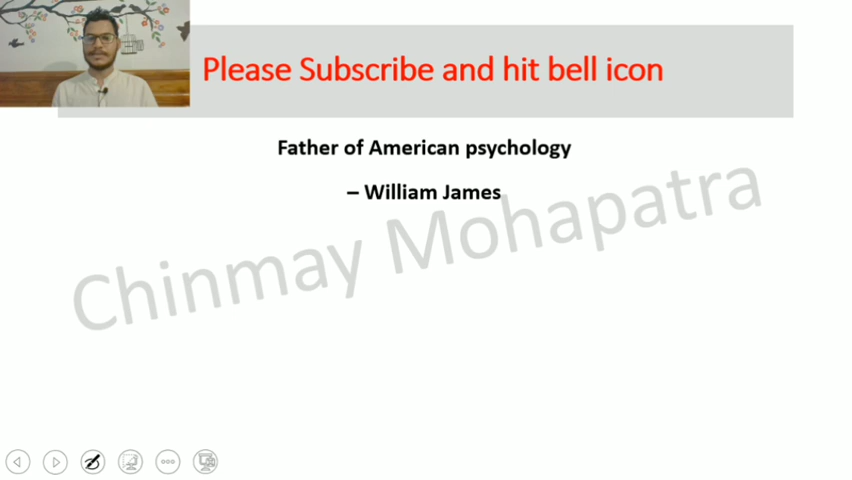 Please Subscribe and hit bell icon
Father of American psychology
– William James
Chinmay Mohapatra